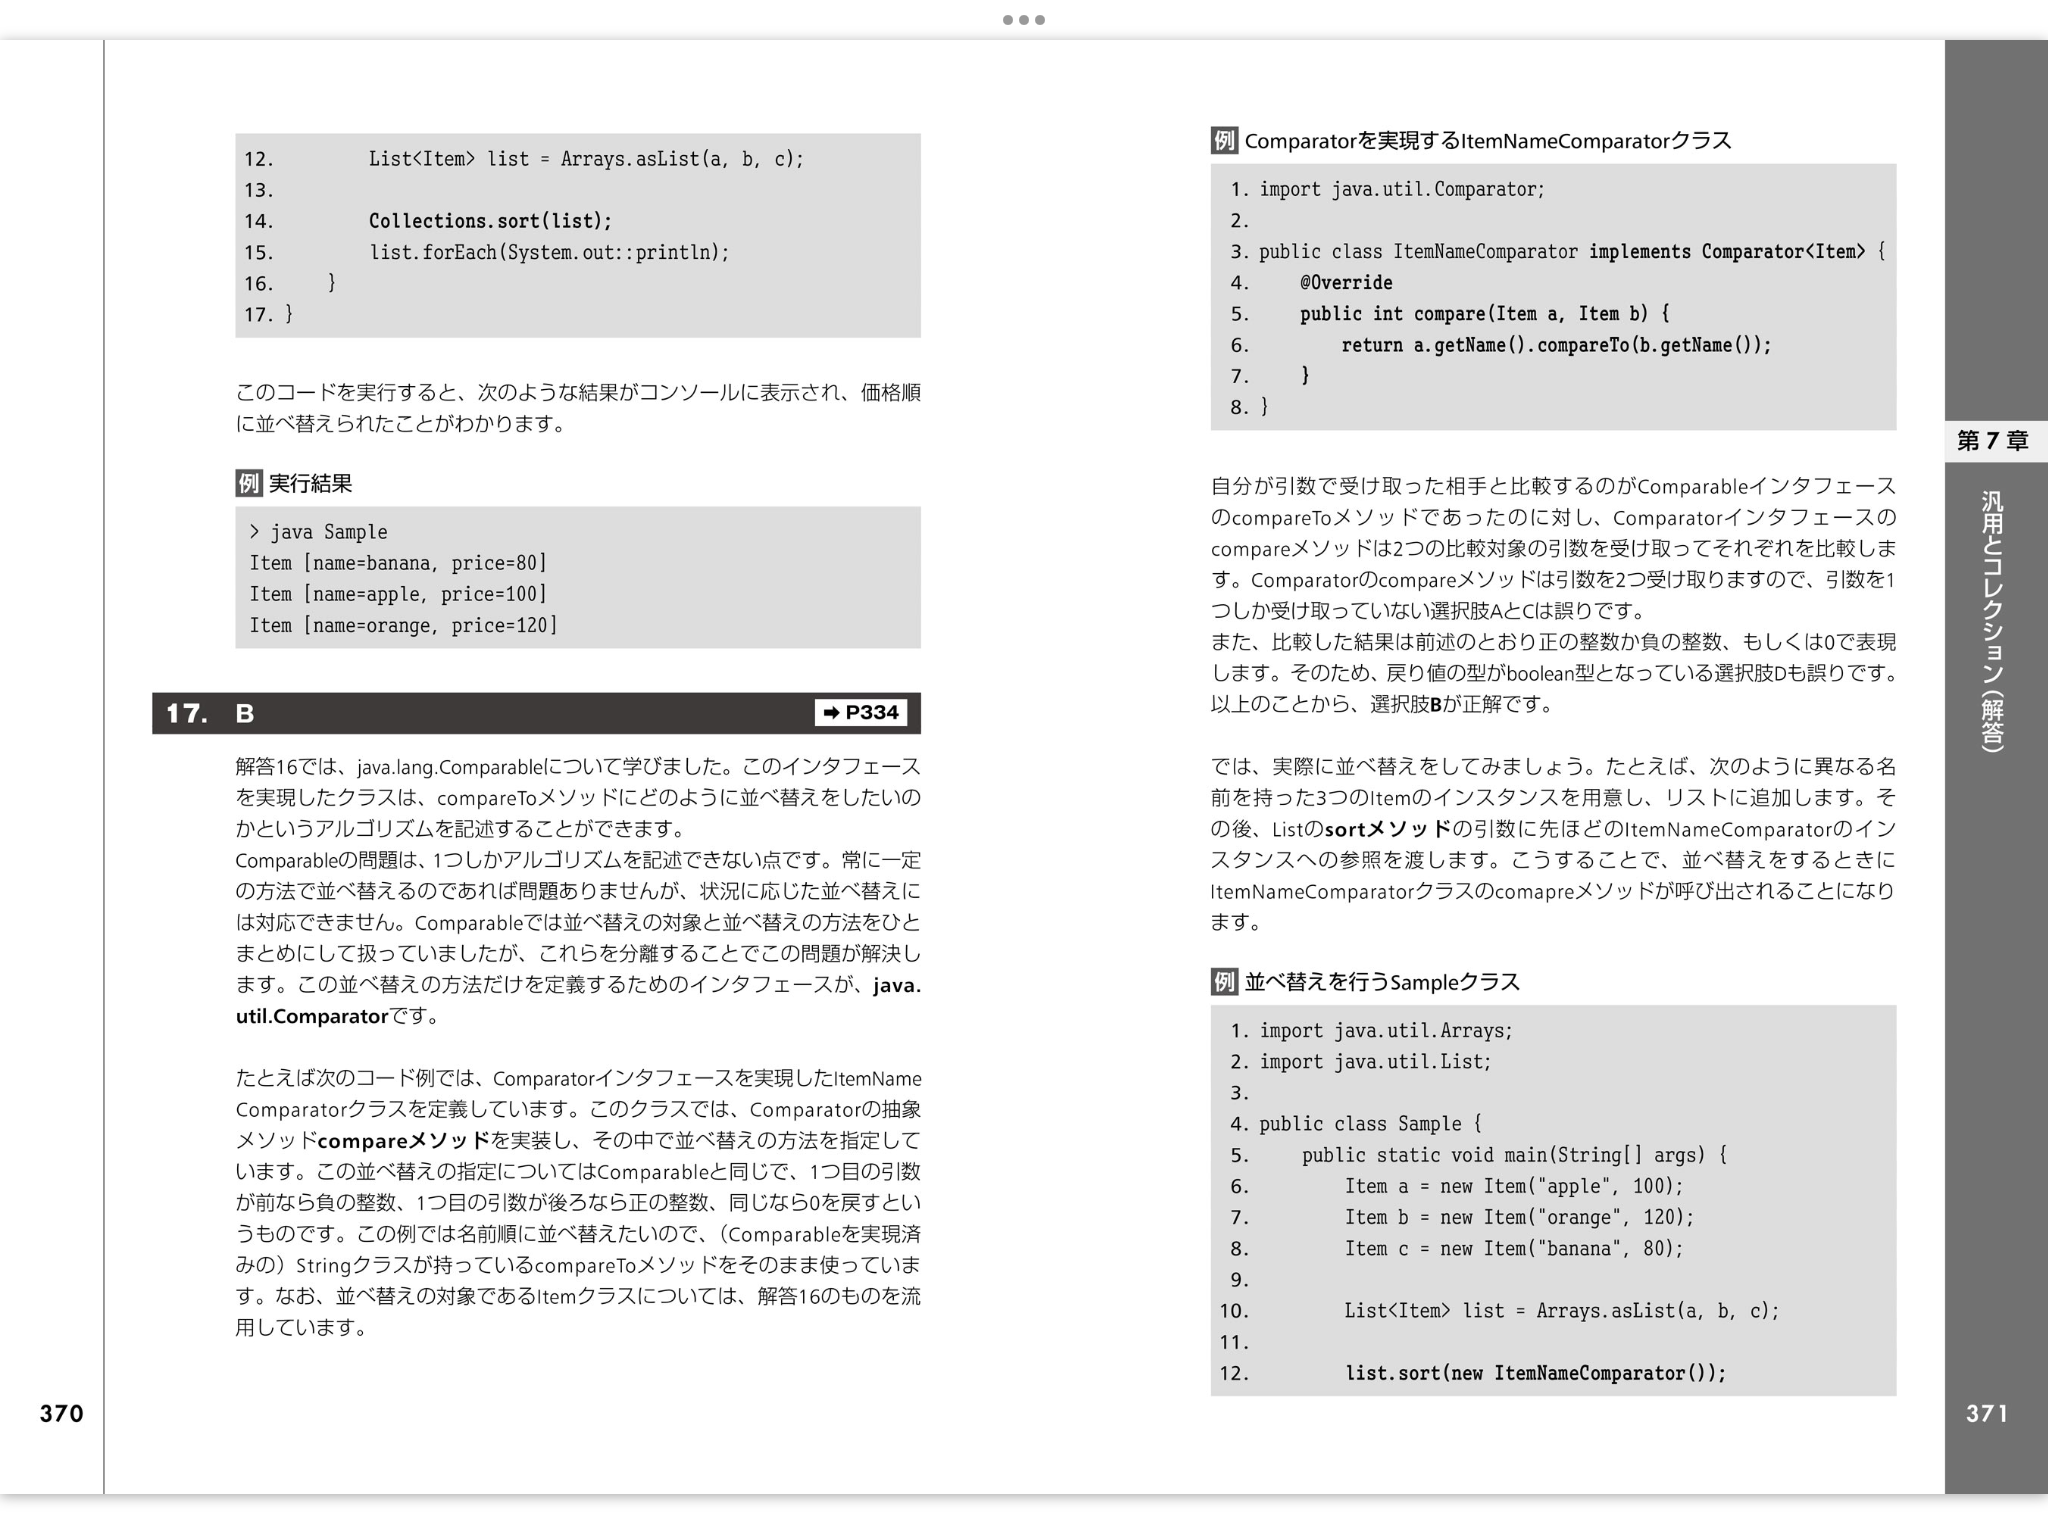 12.         List<Item> list = Arrays.asList(a, b, c);
13.
14.         Collections.sort(list);
15.         list.forEach(System.out::println);
16.     }
17. }
このコードを実行すると、次のような結果がコンソールに表示され、価格順
に並べ替えられたことがわかります。
例 実行結果
> java Sample
Item [name=banana, price=80]
Item [name=apple, price=100]
Item [name=orange, price=120]
17. B ➡ P334
解答16では、java.lang.Comparableについて学びました。このインタフェース
を実現したクラスは、compareToメソッドにどのように並べ替えをしたいの
かというアルゴリズムを記述することができます。
Comparableの問題は、1つしかアルゴリズムを記述できない点です。常に一定
の方法で並べ替えるのであれば問題ありませんが、状況に応じた並べ替えに
は対応できません。Comparableでは並べ替えの対象と並べ替えの方法をひと
まとめにして扱っていましたが、これらを分離することでこの問題が解決し
ます。この並べ替えの方法だけを定義するためのインタフェースが、java.
util.Comparatorです。
たとえば次のコード例では、Comparatorインタフェースを実現したItemName
Comparatorクラスを定義しています。このクラスでは、Comparatorの抽象
メソッドcompareメソッドを実装し、その中で並べ替えの方法を指定して
います。この並べ替えの指定についてはComparableと同じで、1つ目の引数
が前なら負の整数、1つ目の引数が後ろなら正の整数、同じなら0を戻すとい
うものです。この例では名前順に並べ替えたいので、（Comparableを実現済
みの）Stringクラスが持っているcompareToメソッドをそのまま使っていま
す。なお、並べ替えの対象であるItemクラスについては、解答16のものを流
用しています。
370
例 Comparatorを実現するItemNameComparatorクラス
1. import java.util.Comparator;
2.
3. public class ItemNameComparator implements Comparator<Item> {
4.     @Override
5.     public int compare(Item a, Item b) {
6.         return a.getName().compareTo(b.getName());
7.     }
8. }
自分が引数で受け取った相手と比較するのがComparableインタフェース
のcompareToメソッドであったのに対し、Comparatorインタフェースの
compareメソッドは2つの比較対象の引数を受け取ってそれぞれを比較しま
す。Comparatorのcompareメソッドは引数を2つ受け取りますので、引数を1
つしか受け取っていない選択肢AとCは誤りです。
また、比較した結果は前述のとおり正の整数か負の整数、もしくは0で表現
します。そのため、戻り値の型がboolean型となっている選択肢Dも誤りです。
以上のことから、選択肢Bが正解です。
では、実際に並べ替えをしてみましょう。たとえば、次のように異なる名
前を持った3つのItemのインスタンスを用意し、リストに追加します。そ
の後、Listのsortメソッドの引数に先ほどのItemNameComparatorのイン
スタンスへの参照を渡します。こうすることで、並べ替えをするときに
ItemNameComparatorクラスのcomapreメソッドが呼び出されることになり
ます。
例 並べ替えを行うSampleクラス
1. import java.util.Arrays;
2. import java.util.List;
3.
4. public class Sample {
5.     public static void main(String[] args) {
6.         Item a = new Item("apple", 100);
7.         Item b = new Item("orange", 120);
8.         Item c = new Item("banana", 80);
9.
10.         List<Item> list = Arrays.asList(a, b, c);
11.
12.         list.sort(new ItemNameComparator());
第7章
汎用とコレクション（解答）
371